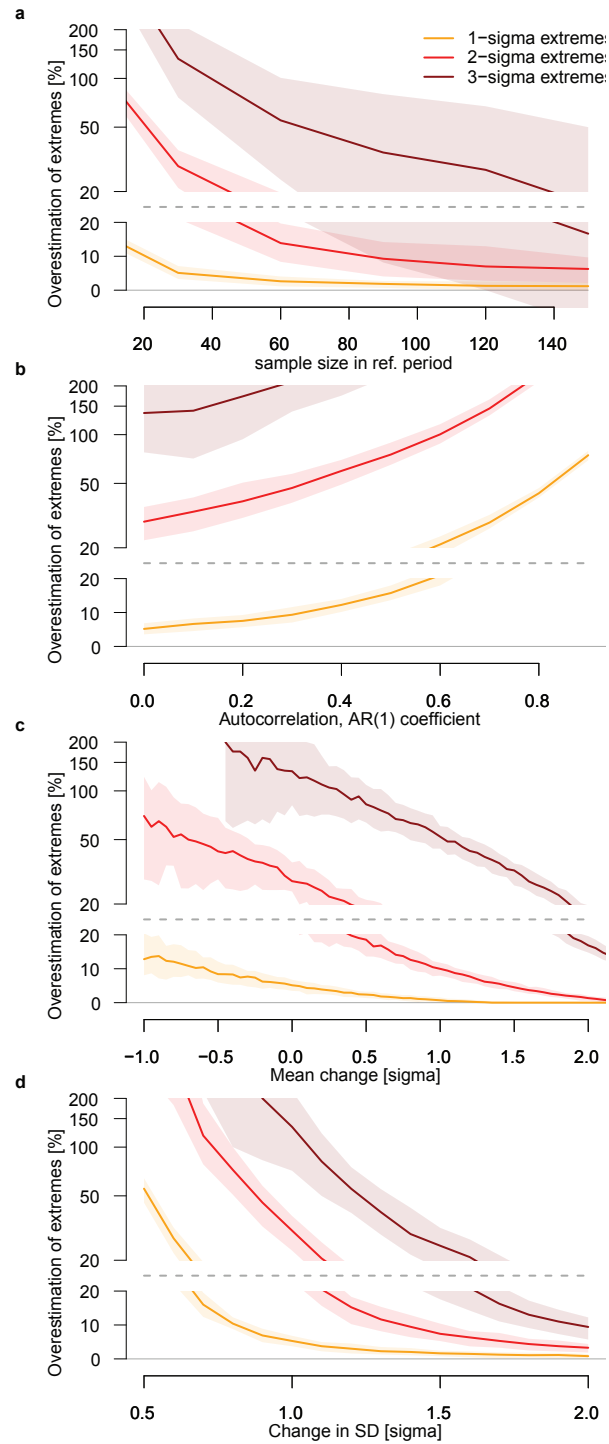 a
1−sigma extremes
2−sigma extremes
3−sigma extremes
Overestimation of extremes [%]
200
150
100
50
20
20
10
0
20 40 60 80 100 120 140
sample size in ref. period
b
Overestimation of extremes [%]
200
150
100
50
20
20
10
0
0.0 0.2 0.4 0.6 0.8
Autocorrelation, AR(1) coefficient
c
Overestimation of extremes [%]
200
150
100
50
20
20
10
0
−1.0 −0.5 0.0 0.5 1.0 1.5 2.0
Mean change [sigma]
d
Overestimation of extremes [%]
200
150
100
50
20
20
10
0
0.5 1.0 1.5 2.0
Change in SD [sigma]